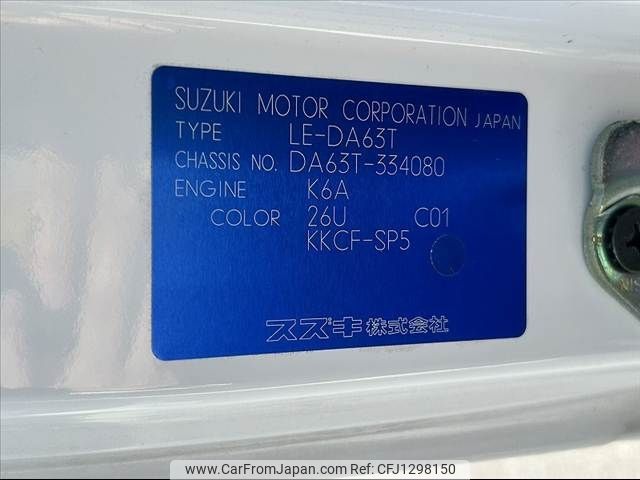 SUZUKI MOTOR CORPORATION JAPAN
TYPE LE-DA63T
CHASSIS NO. DA63T-334080
ENGINE K6A
COLOR 26U C01
KKCF-SP5
スズキ株式会社
www.CarFromJapan.com CFJ1298150